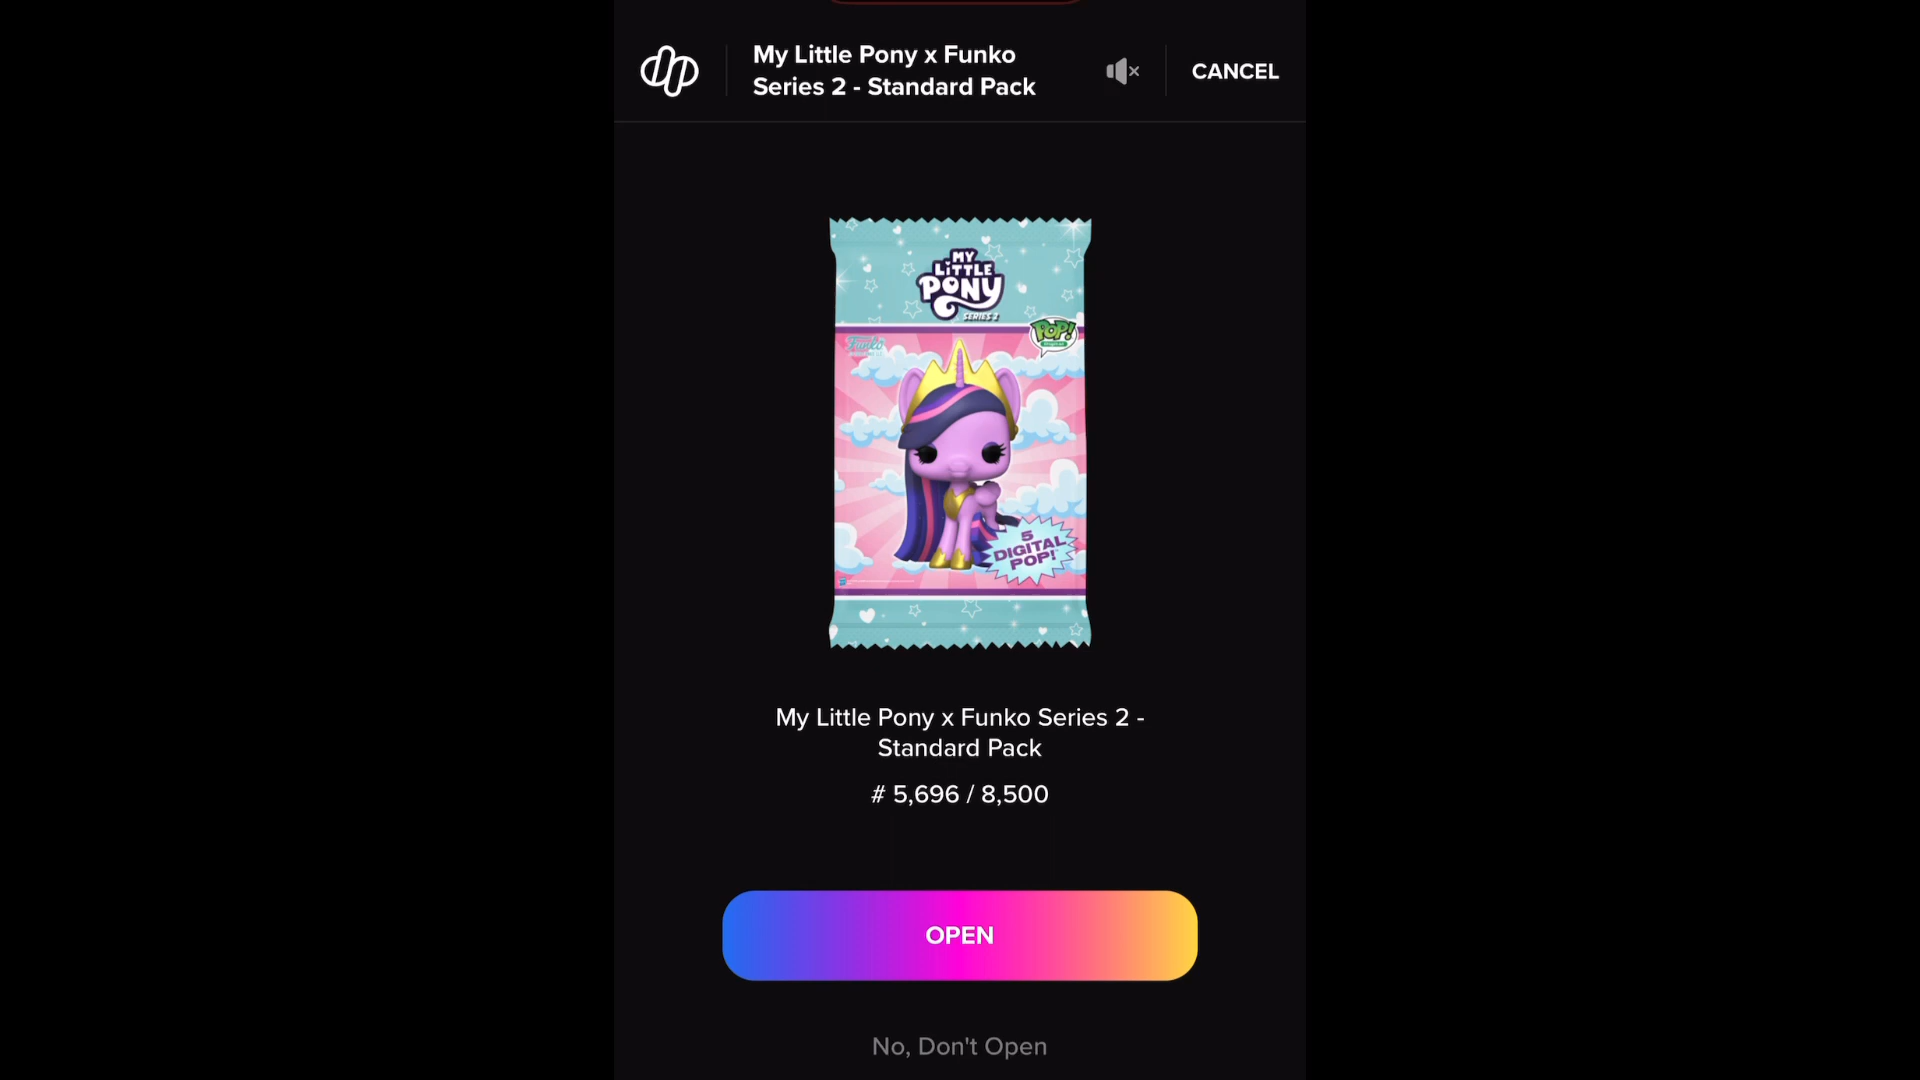 My Little Pony x Funko
Series 2 - Standard Pack
CANCEL
MY
LITTLE
PONY
SERIES 2
Funko
POP!
5
DIGITAL
POP!
My Little Pony x Funko Series 2 -
Standard Pack
# 5,696 / 8,500
OPEN
No, Don't Open